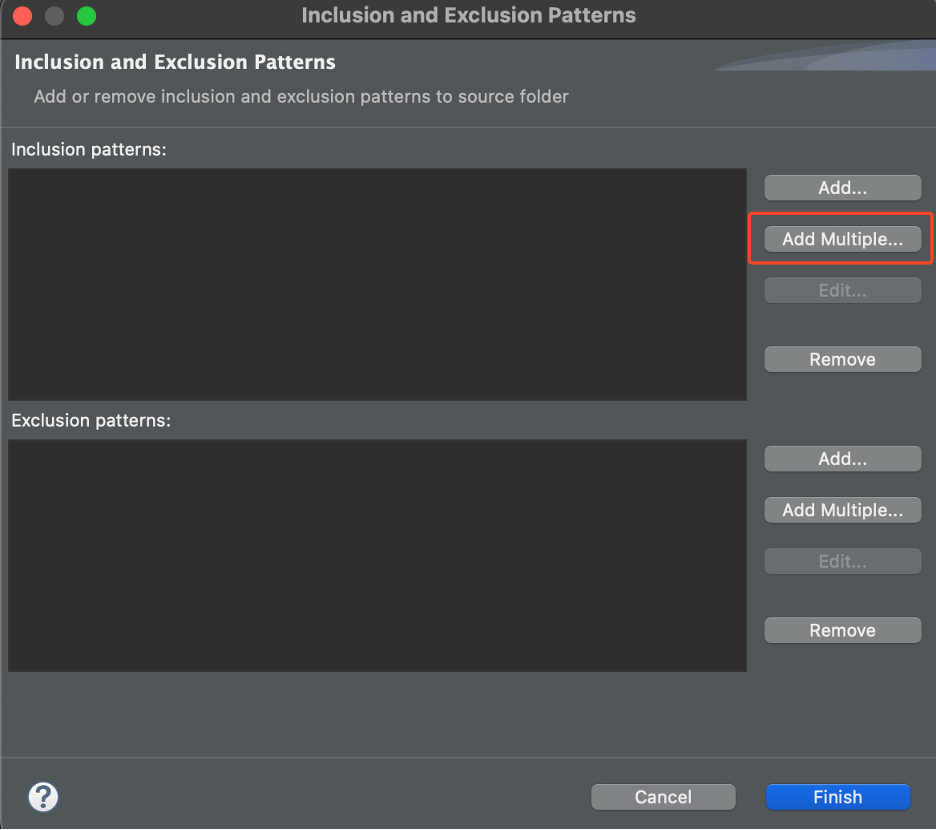 Inclusion and Exclusion Patterns
Inclusion and Exclusion Patterns
Add or remove inclusion and exclusion patterns to source folder
Inclusion patterns:
Add...
Add Multiple...
Edit...
Remove
Exclusion patterns:
Add...
Add Multiple...
Edit...
Remove
?
Cancel
Finish